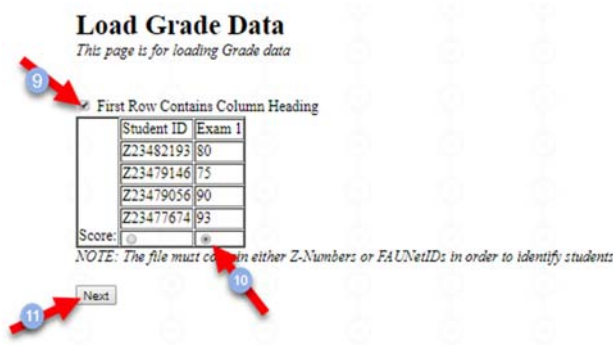 Load Grade Data
This page is for loading Grade data
9
First Row Contains Column Heading
Student ID Exam 1
Z23482193 80
Z23479146 75
Z23479056 90
Z23477674 93
Score:
NOTE: The file must contain either Z-Numbers or FAUNetIDs in order to identify students
10
Next
11